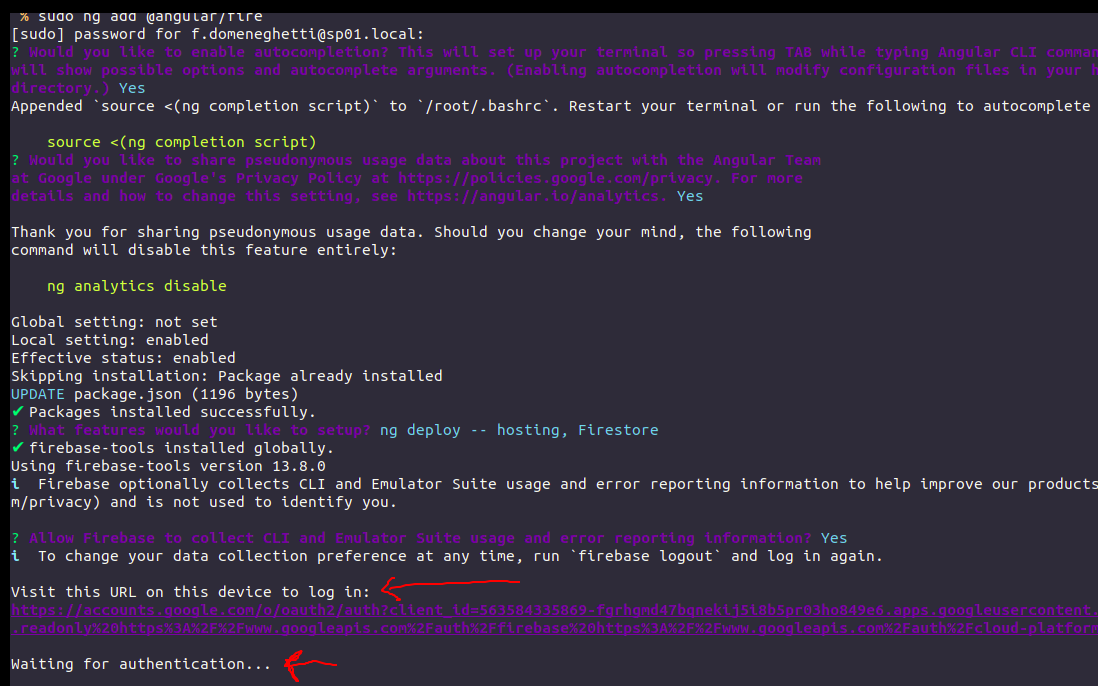 % sudo ng add @angular/fire
[sudo] password for f.domeneghetti@sp01.local:
? Would you like to enable autocompletion? This will set up your terminal so pressing TAB while typing Angular CLI comman
will show possible options and autocomplete arguments. (Enabling autocompletion will modify configuration files in your h
directory.) Yes
Appended `source <(ng completion script)` to `/root/.bashrc`. Restart your terminal or run the following to autocomplete
source <(ng completion script)
? Would you like to share pseudonymous usage data about this project with the Angular Team
at Google under Google's Privacy Policy at https://policies.google.com/privacy. For more
details and how to change this setting, see https://angular.io/analytics. Yes
Thank you for sharing pseudonymous usage data. Should you change your mind, the following
command will disable this feature entirely:
ng analytics disable
Global setting: not set
Local setting: enabled
Effective status: enabled
Skipping installation: Package already installed
UPDATE package.json (1196 bytes)
✔ Packages installed successfully.
? What features would you like to setup? ng deploy -- hosting, Firestore
✔ firebase-tools installed globally.
Using firebase-tools version 13.8.0
i Firebase optionally collects CLI and Emulator Suite usage and error reporting information to help improve our products
m/privacy) and is not used to identify you.
? Allow Firebase to collect CLI and Emulator Suite usage and error reporting information? Yes
i To change your data collection preference at any time, run `firebase logout` and log in again.
Visit this URL on this device to log in:
https://accounts.google.com/o/oauth2/auth?client_id=563584335869-fgrhgmd47bqnekij5i8b5pr03ho849e6.apps.googleusercontent.
.readonly%20https%3A%2F%2Fwww.googleapis.com%2Fauth%2Ffirebase%20https%3A%2F%2Fwww.googleapis.com%2Fauth%2Fcloud-platform
Waiting for authentication...